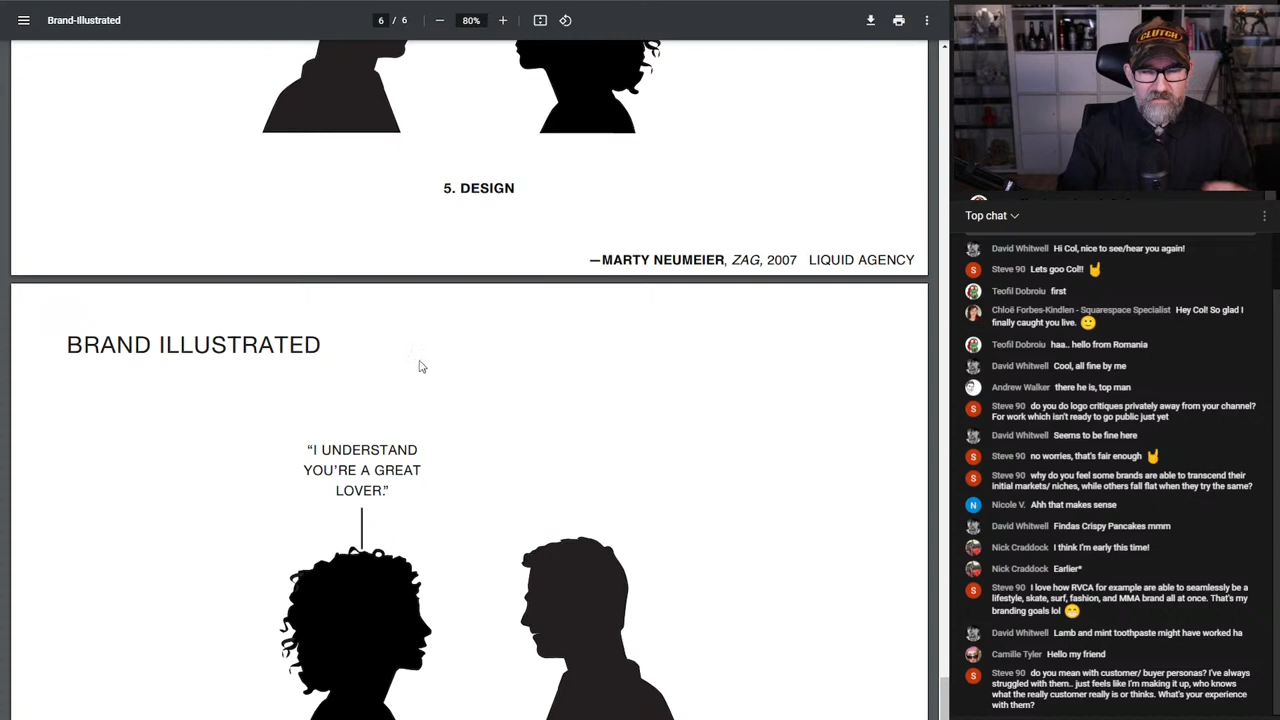 Brand-Illustrated
6 / 6
80%
5. DESIGN
—MARTY NEUMEIER, ZAG, 2007 LIQUID AGENCY
BRAND ILLUSTRATED
“I UNDERSTAND
YOU’RE A GREAT
LOVER.”
CLUTCH
Top chat
David Whitwell Hi Col, nice to see/hear you again!
S Steve 90 Lets goo Col!! 🤘
Teofil Dobroiu first
Chloë Forbes-Kindlen - Squarespace Specialist Hey Col! So glad I
finally caught you live. 🙂
Teofil Dobroiu haa.. hello from Romania
David Whitwell Cool, all fine by me
Andrew Walker there he is, top man
S Steve 90 do you do logo critiques privately away from your channel?
For work which isn't ready to go public just yet
David Whitwell Seems to be fine here
S Steve 90 no worries, that's fair enough 🤘
S Steve 90 why do you feel some brands are able to transcend their
initial markets/ niches, while others fall flat when they try the same?
N Nicole V. Ahh that makes sense
David Whitwell Findas Crispy Pancakes mmm
Nick Craddock I think I'm early this time!
Nick Craddock Earlier*
S Steve 90 I love how RVCA for example are able to seamlessly be a
lifestyle, skate, surf, fashion, and MMA brand all at once. That's my
branding goals lol 😁
David Whitwell Lamb and mint toothpaste might have worked ha
Camille Tyler Hello my friend
S Steve 90 do you mean with customer/ buyer personas? I've always
struggled with them.. just feels like I'm making it up, who knows
what the really customer really is or thinks. What's your experience
with them?